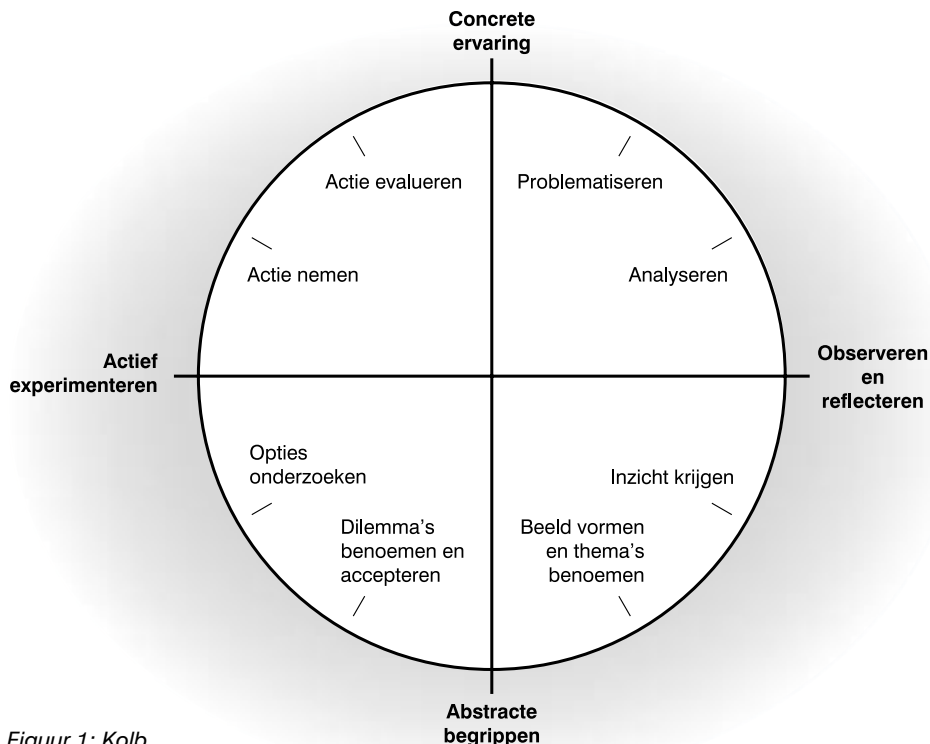 Concrete
ervaring
Actie evalueren
Problematiseren
Actie nemen
Analyseren
Actief
experimenteren
Observeren
en
reflecteren
Opties
onderzoeken
Inzicht krijgen
Dilemma's
benoemen en
accepteren
Beeld vormen
en thema's
benoemen
Abstracte
begrippen
Figuur 1: Kolb